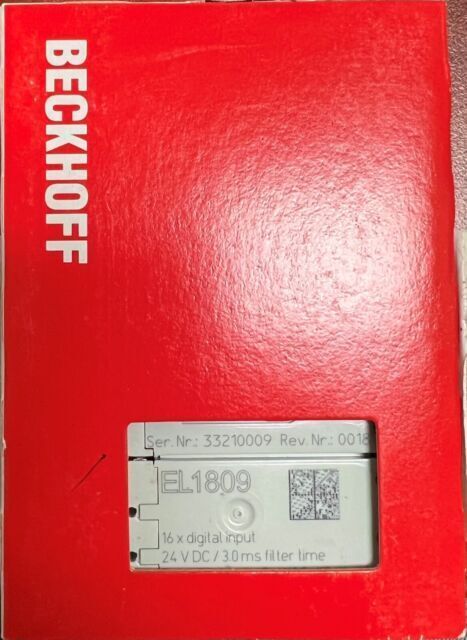 BECKHOFF
Ser. Nr.: 33210009 Rev. Nr.: 0018
EL1809
16 x digital input
24 V DC / 3.0 ms filter time